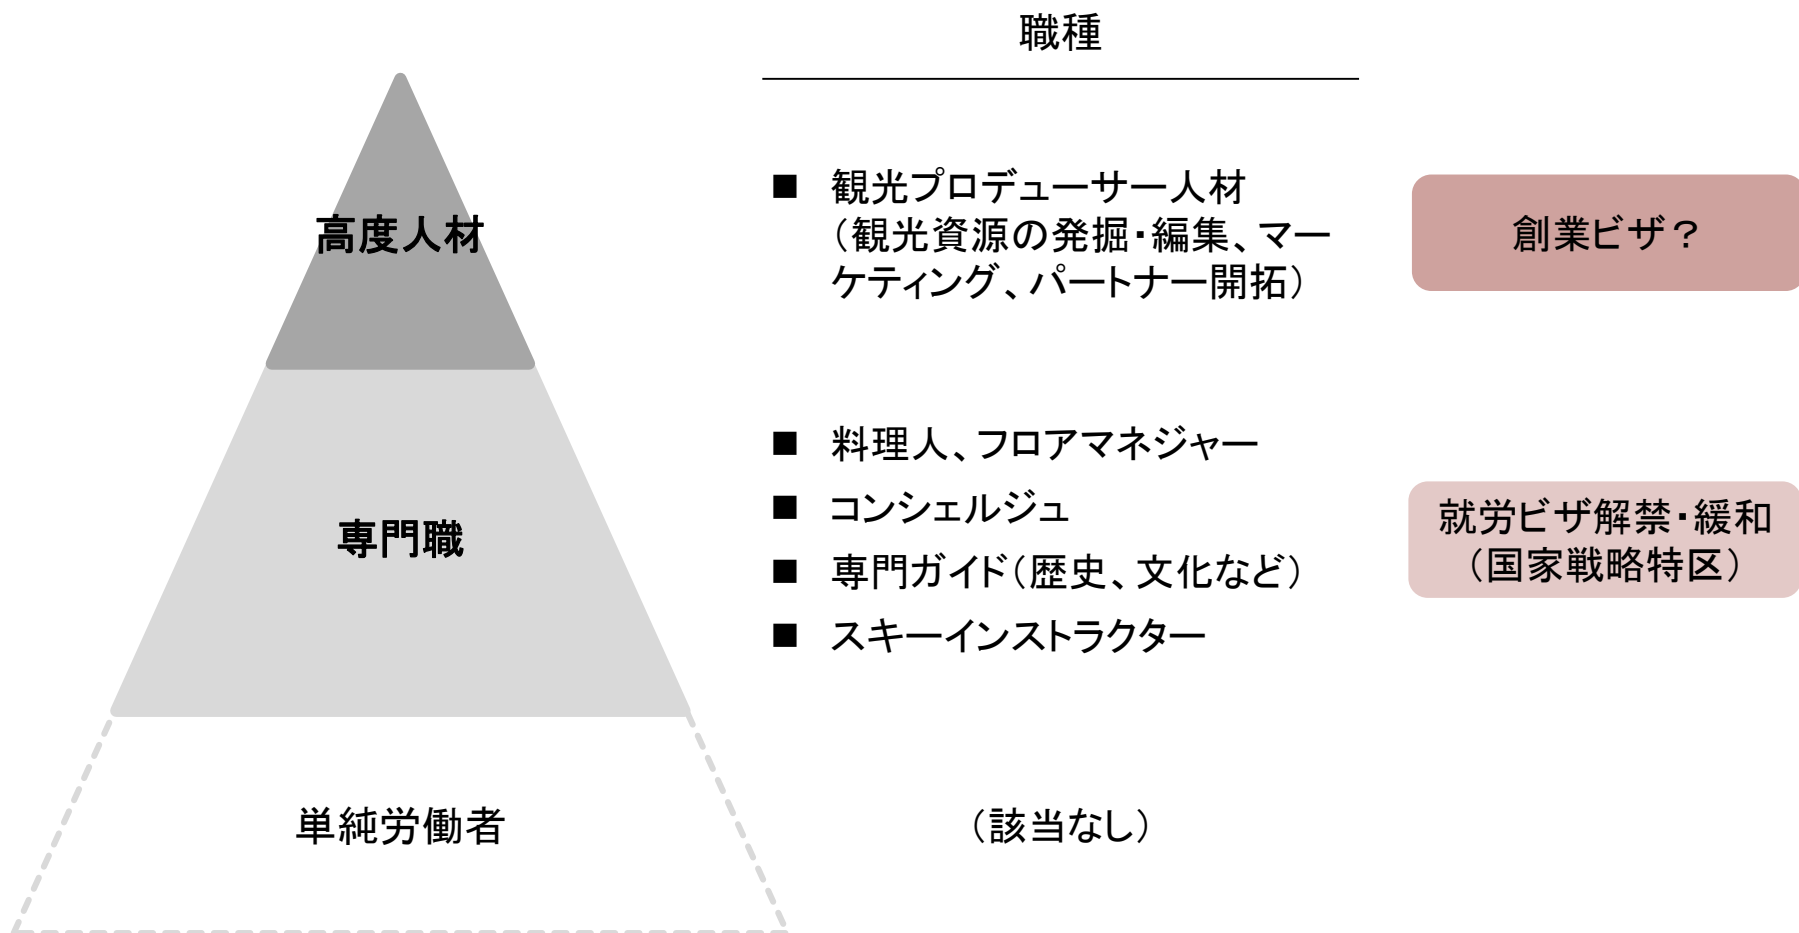 職種
高度人材
■ 観光プロデューサー人材
（観光資源の発掘・編集、マー
ケティング、パートナー開拓）
創業ビザ？
専門職
■ 料理人、フロアマネジャー
■ コンシェルジュ
■ 専門ガイド（歴史、文化など）
■ スキーインストラクター
就労ビザ解禁・緩和
（国家戦略特区）
単純労働者
（該当なし）